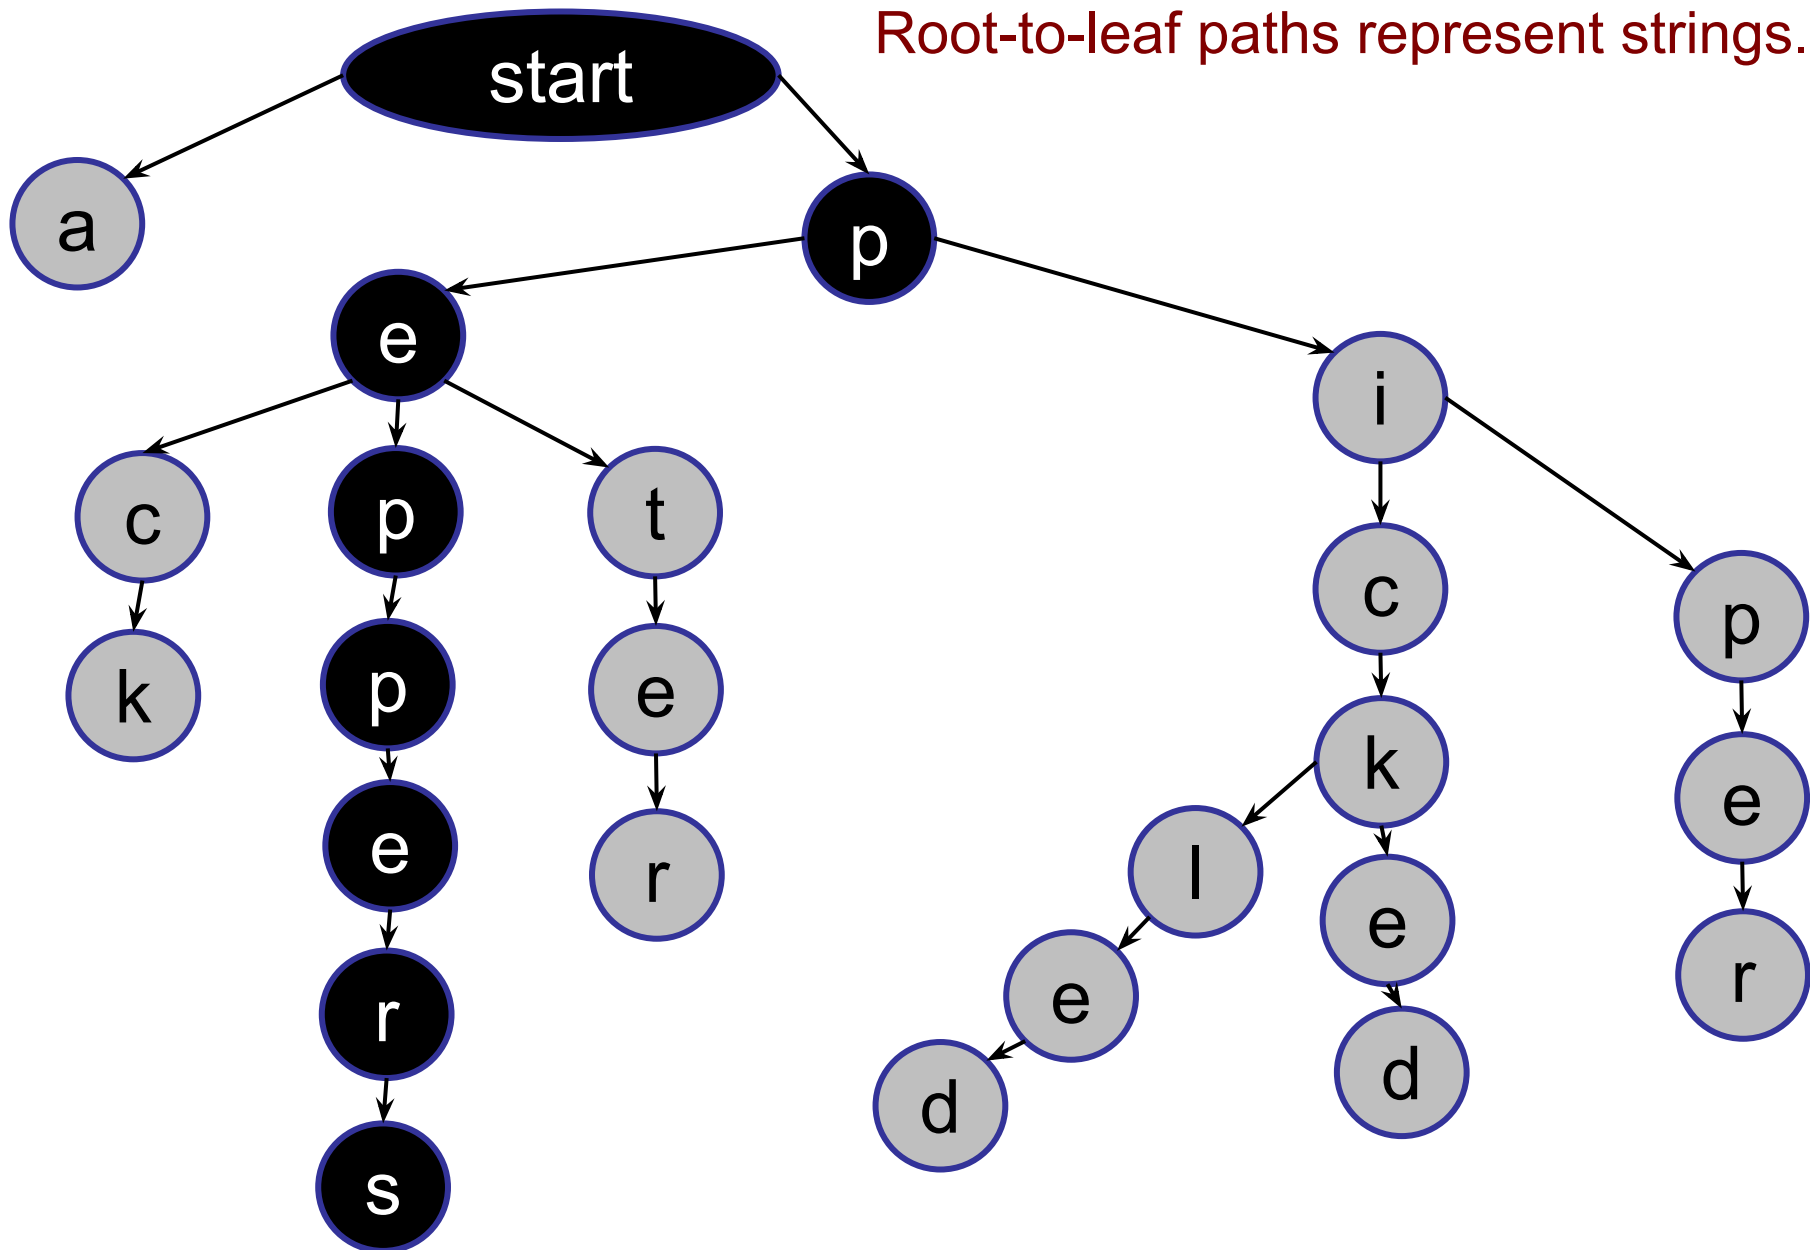 Root-to-leaf paths represent strings.
start
a
p
e
i
c
p
t
c
p
k
p
e
k
e
e
r
l
e
r
r
e
d
d
s